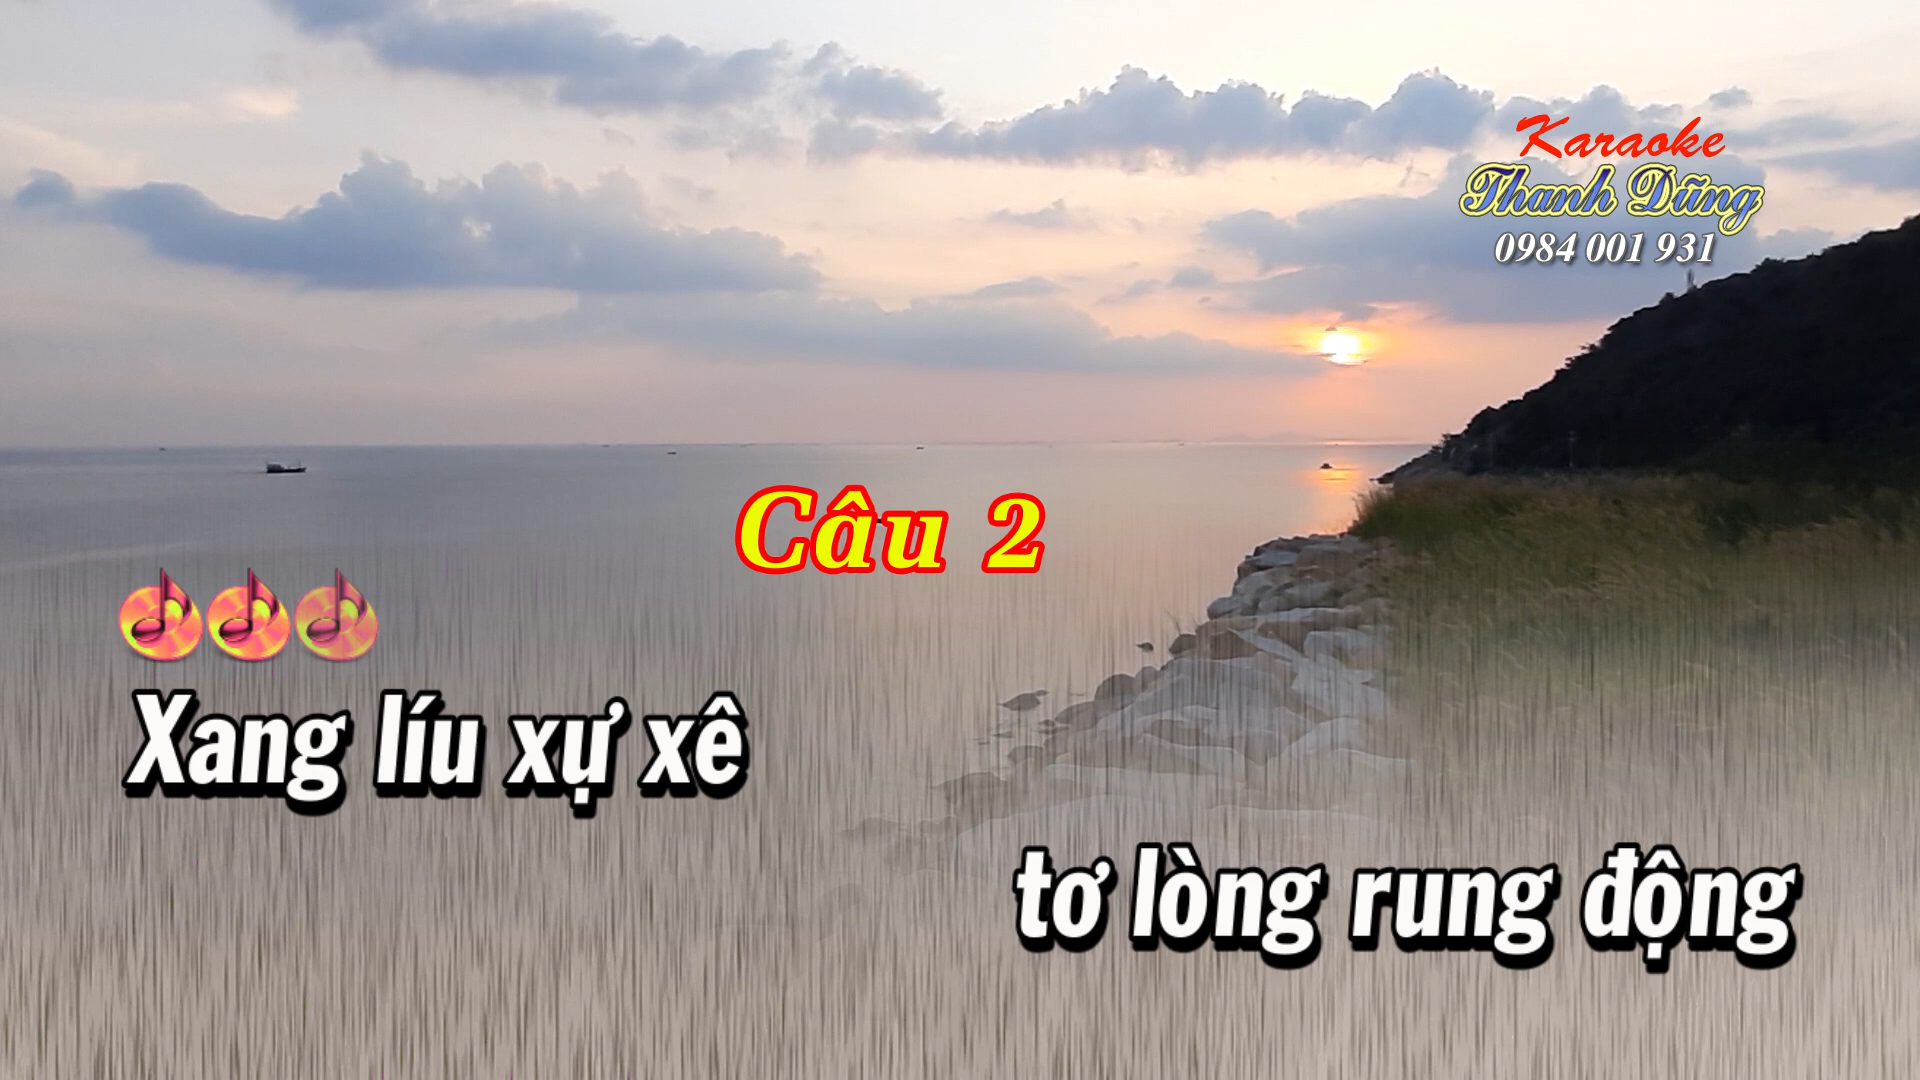 Karaoke
Thanh Dũng
0984 001 931
Câu 2
Xang líu xự xê
tơ lòng rung động